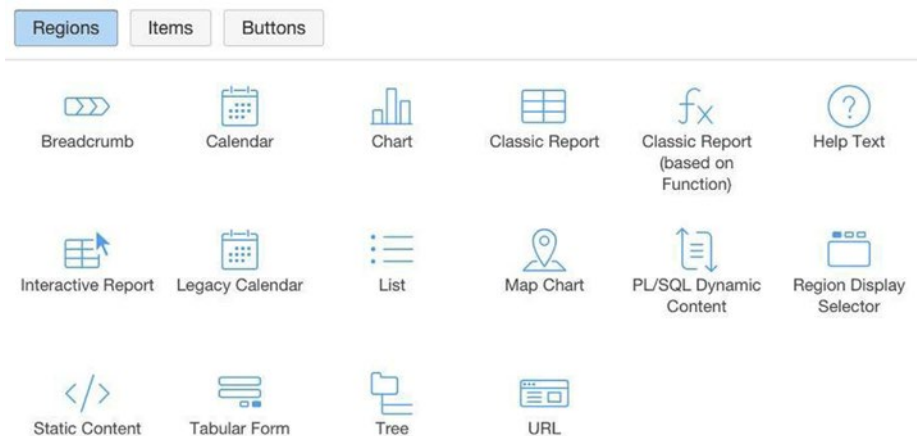 Regions Items Buttons
Breadcrumb Calendar Chart Classic Report Classic Report Help Text
(based on
Function)
Interactive Report Legacy Calendar List Map Chart PL/SQL Dynamic Region Display
Content Selector
Static Content Tabular Form Tree URL